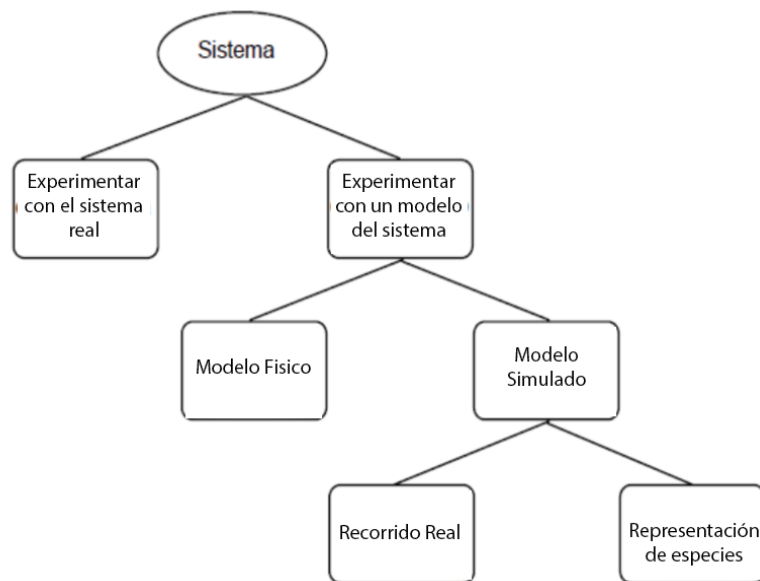 Sistema
Experimentar
con el sistema
real
Experimentar
con un modelo
del sistema
Modelo Fisico
Modelo
Simulado
Recorrido Real
Representación
de especies